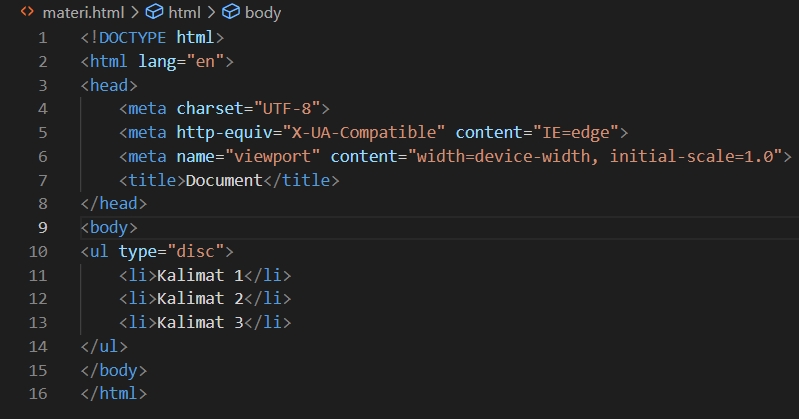 materi.html > html > body
1 <!DOCTYPE html>
2 <html lang="en">
3 <head>
4     <meta charset="UTF-8">
5     <meta http-equiv="X-UA-Compatible" content="IE=edge">
6     <meta name="viewport" content="width=device-width, initial-scale=1.0">
7     <title>Document</title>
8 </head>
9 <body>
10 <ul type="disc">
11     <li>Kalimat 1</li>
12     <li>Kalimat 2</li>
13     <li>Kalimat 3</li>
14 </ul>
15 </body>
16 </html>